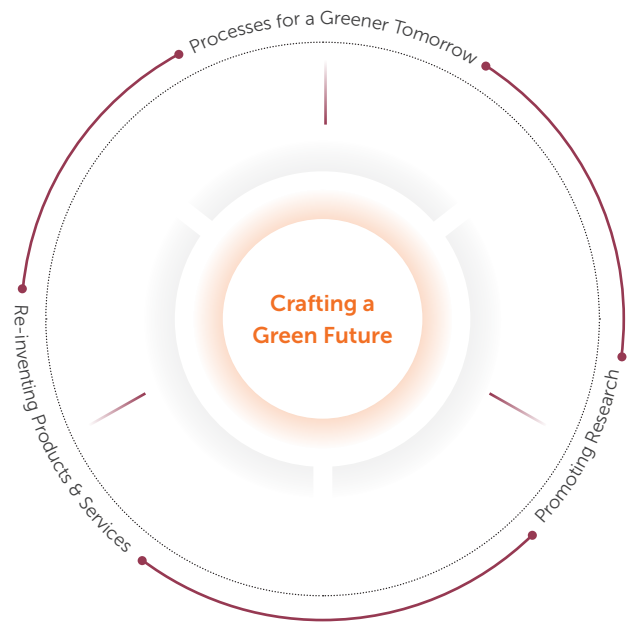 Processes for a Greener Tomorrow
Crafting a
Green Future
Re-inventing Products & Services
Promoting Research